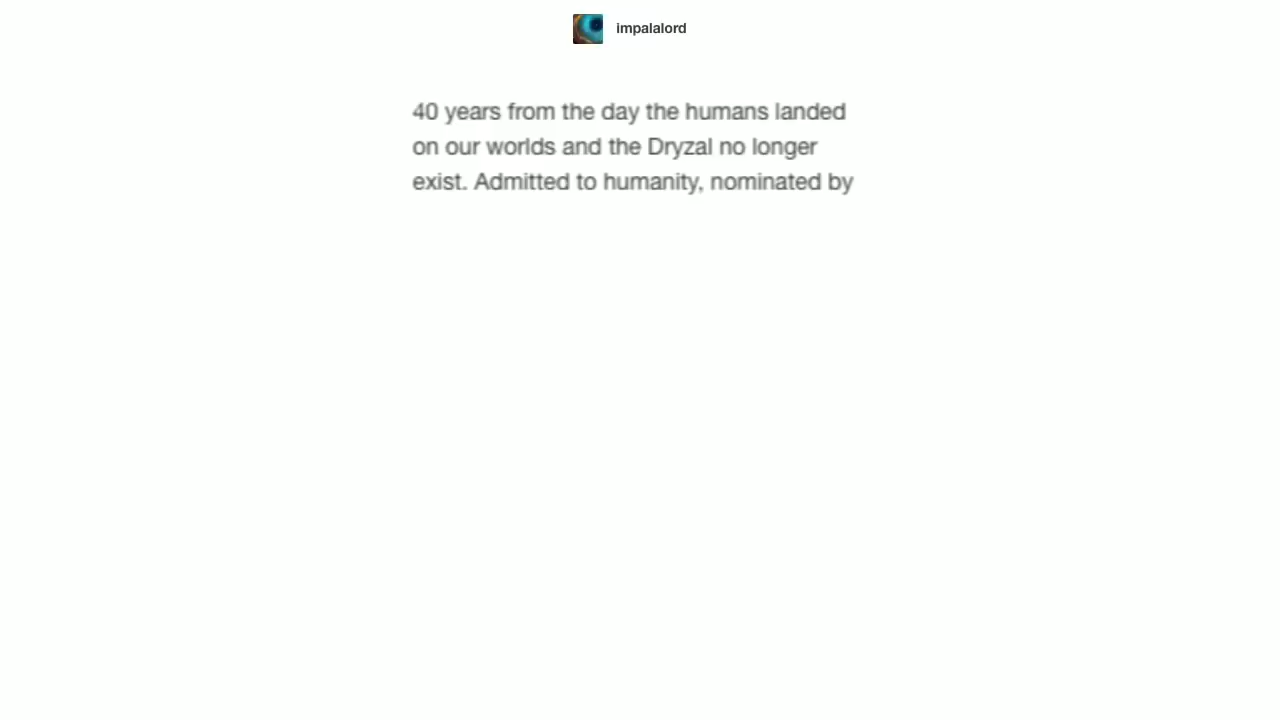 impalalord
40 years from the day the humans landed
on our worlds and the Dryzal no longer
exist. Admitted to humanity, nominated by